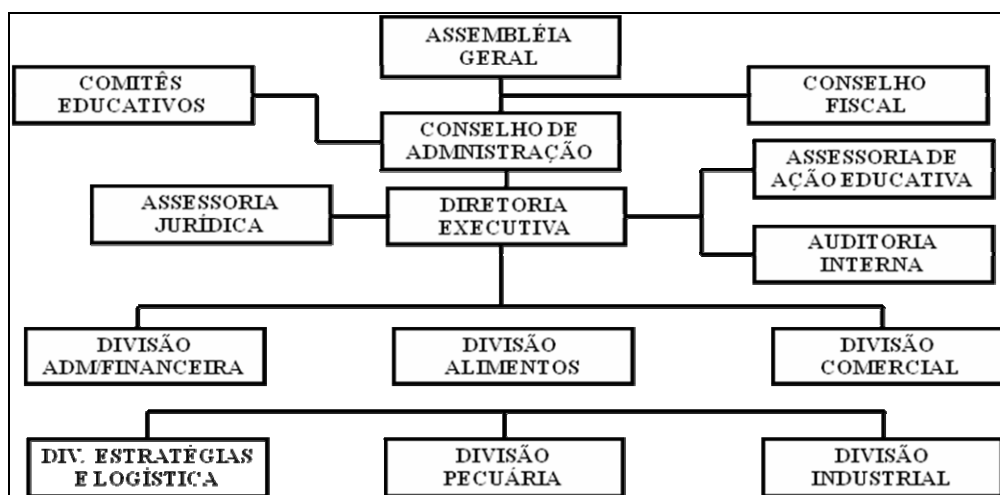 ASSEMBLÉIA
GERAL
COMITÊS
EDUCATIVOS
CONSELHO
FISCAL
CONSELHO DE
ADMNISTRAÇÃO
ASSESSORIA DE
AÇÃO EDUCATIVA
ASSESSORIA
JURÍDICA
DIRETORIA
EXECUTIVA
AUDITORIA
INTERNA
DIVISÃO
ADM/FINANCEIRA
DIVISÃO
ALIMENTOS
DIVISÃO
COMERCIAL
DIV. ESTRATÉGIAS
E LOGÍSTICA
DIVISÃO
PECUÁRIA
DIVISÃO
INDUSTRIAL